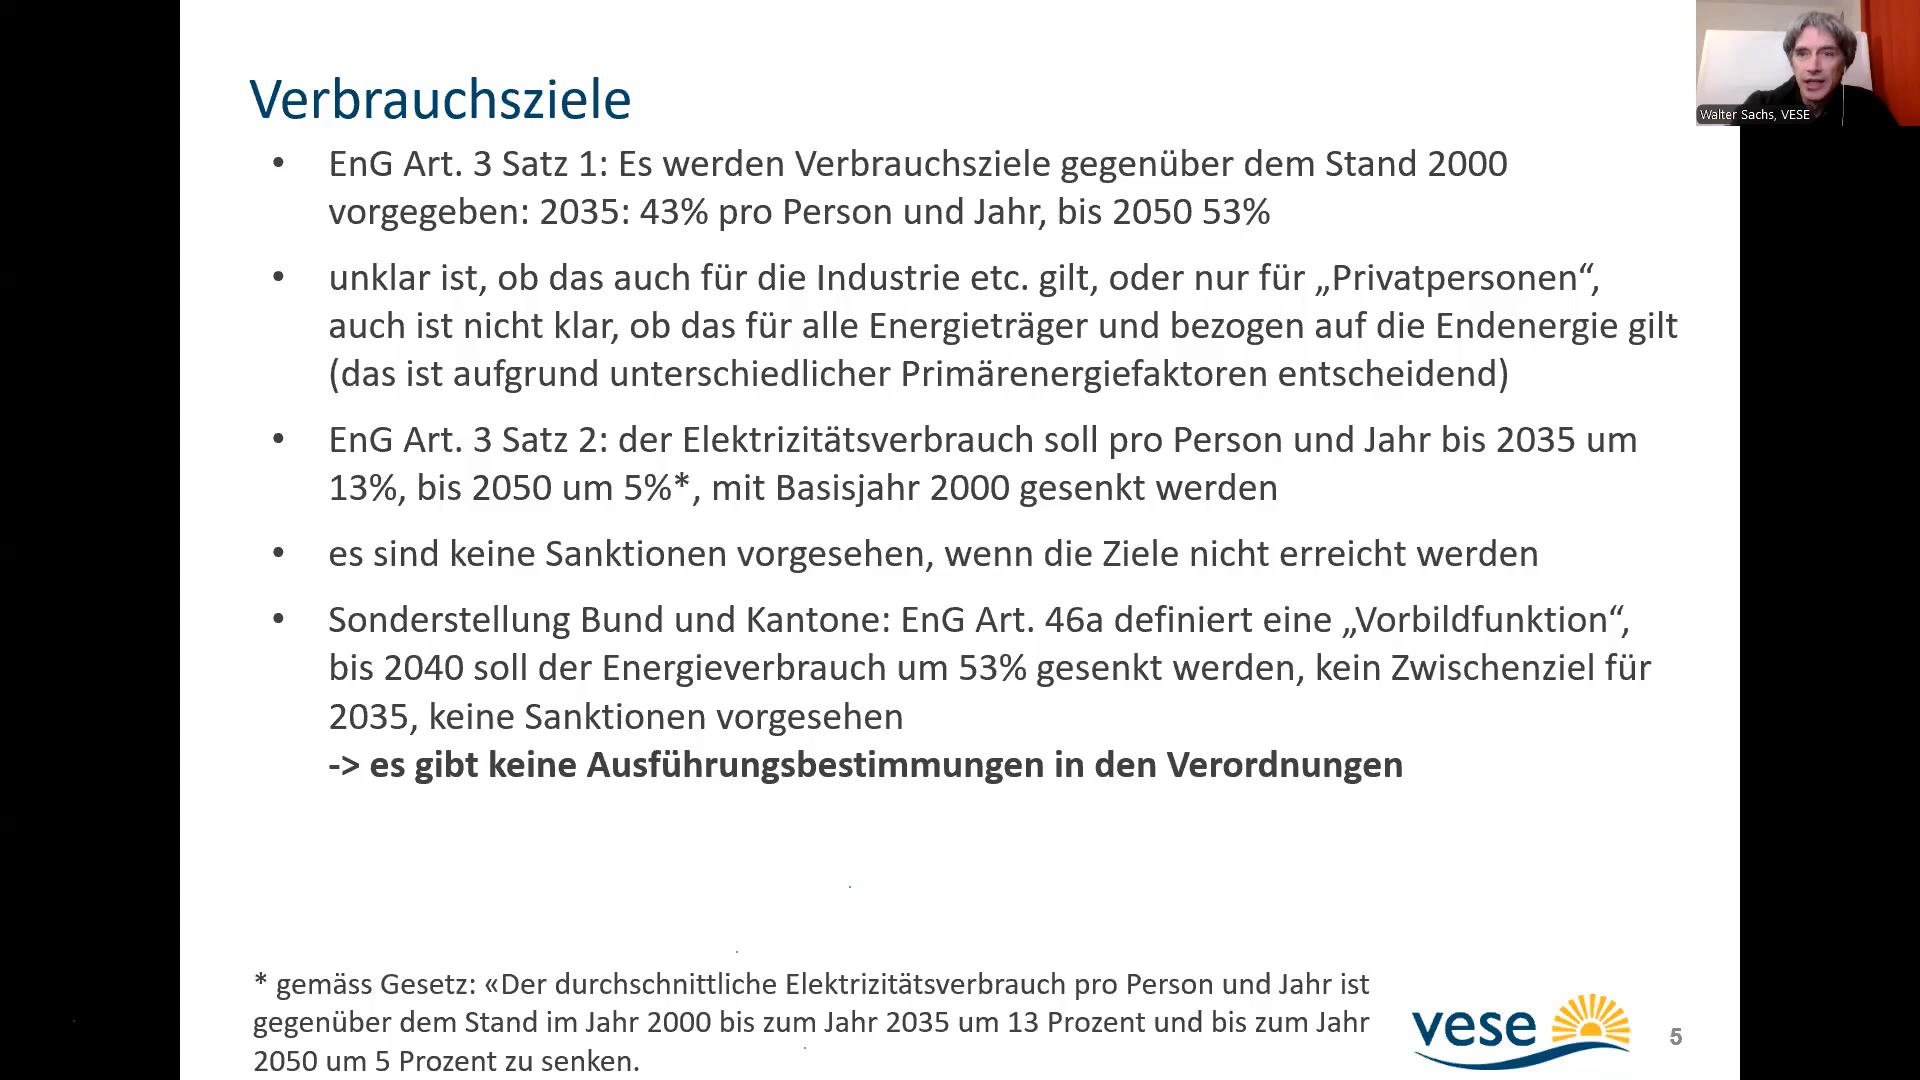 Verbrauchsziele
• EnG Art. 3 Satz 1: Es werden Verbrauchsziele gegenüber dem Stand 2000
vorgegeben: 2035: 43% pro Person und Jahr, bis 2050 53%
• unklar ist, ob das auch für die Industrie etc. gilt, oder nur für „Privatpersonen“,
auch ist nicht klar, ob das für alle Energieträger und bezogen auf die Endenergie gilt
(das ist aufgrund unterschiedlicher Primärenergiefaktoren entscheidend)
• EnG Art. 3 Satz 2: der Elektrizitätsverbrauch soll pro Person und Jahr bis 2035 um
13%, bis 2050 um 5%*, mit Basisjahr 2000 gesenkt werden
• es sind keine Sanktionen vorgesehen, wenn die Ziele nicht erreicht werden
• Sonderstellung Bund und Kantone: EnG Art. 46a definiert eine „Vorbildfunktion“,
bis 2040 soll der Energieverbrauch um 53% gesenkt werden, kein Zwischenziel für
2035, keine Sanktionen vorgesehen
-> es gibt keine Ausführungsbestimmungen in den Verordnungen
* gemäss Gesetz: «Der durchschnittliche Elektrizitätsverbrauch pro Person und Jahr ist
gegenüber dem Stand im Jahr 2000 bis zum Jahr 2035 um 13 Prozent und bis zum Jahr
2050 um 5 Prozent zu senken.
vese
5
Walter Sachs, VESE